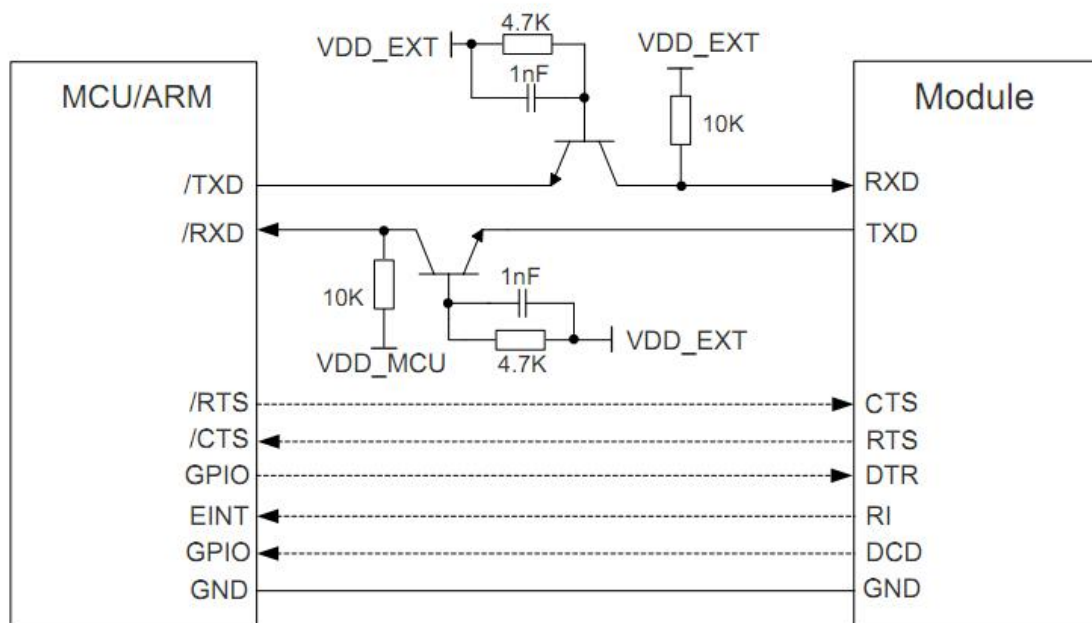 4.7K
VDD_EXT
VDD_EXT
1nF
MCU/ARM
Module
10K
/TXD
RXD
/RXD
TXD
1nF
10K
VDD_EXT
VDD_MCU
4.7K
/RTS
CTS
/CTS
RTS
GPIO
DTR
EINT
RI
GPIO
DCD
GND
GND